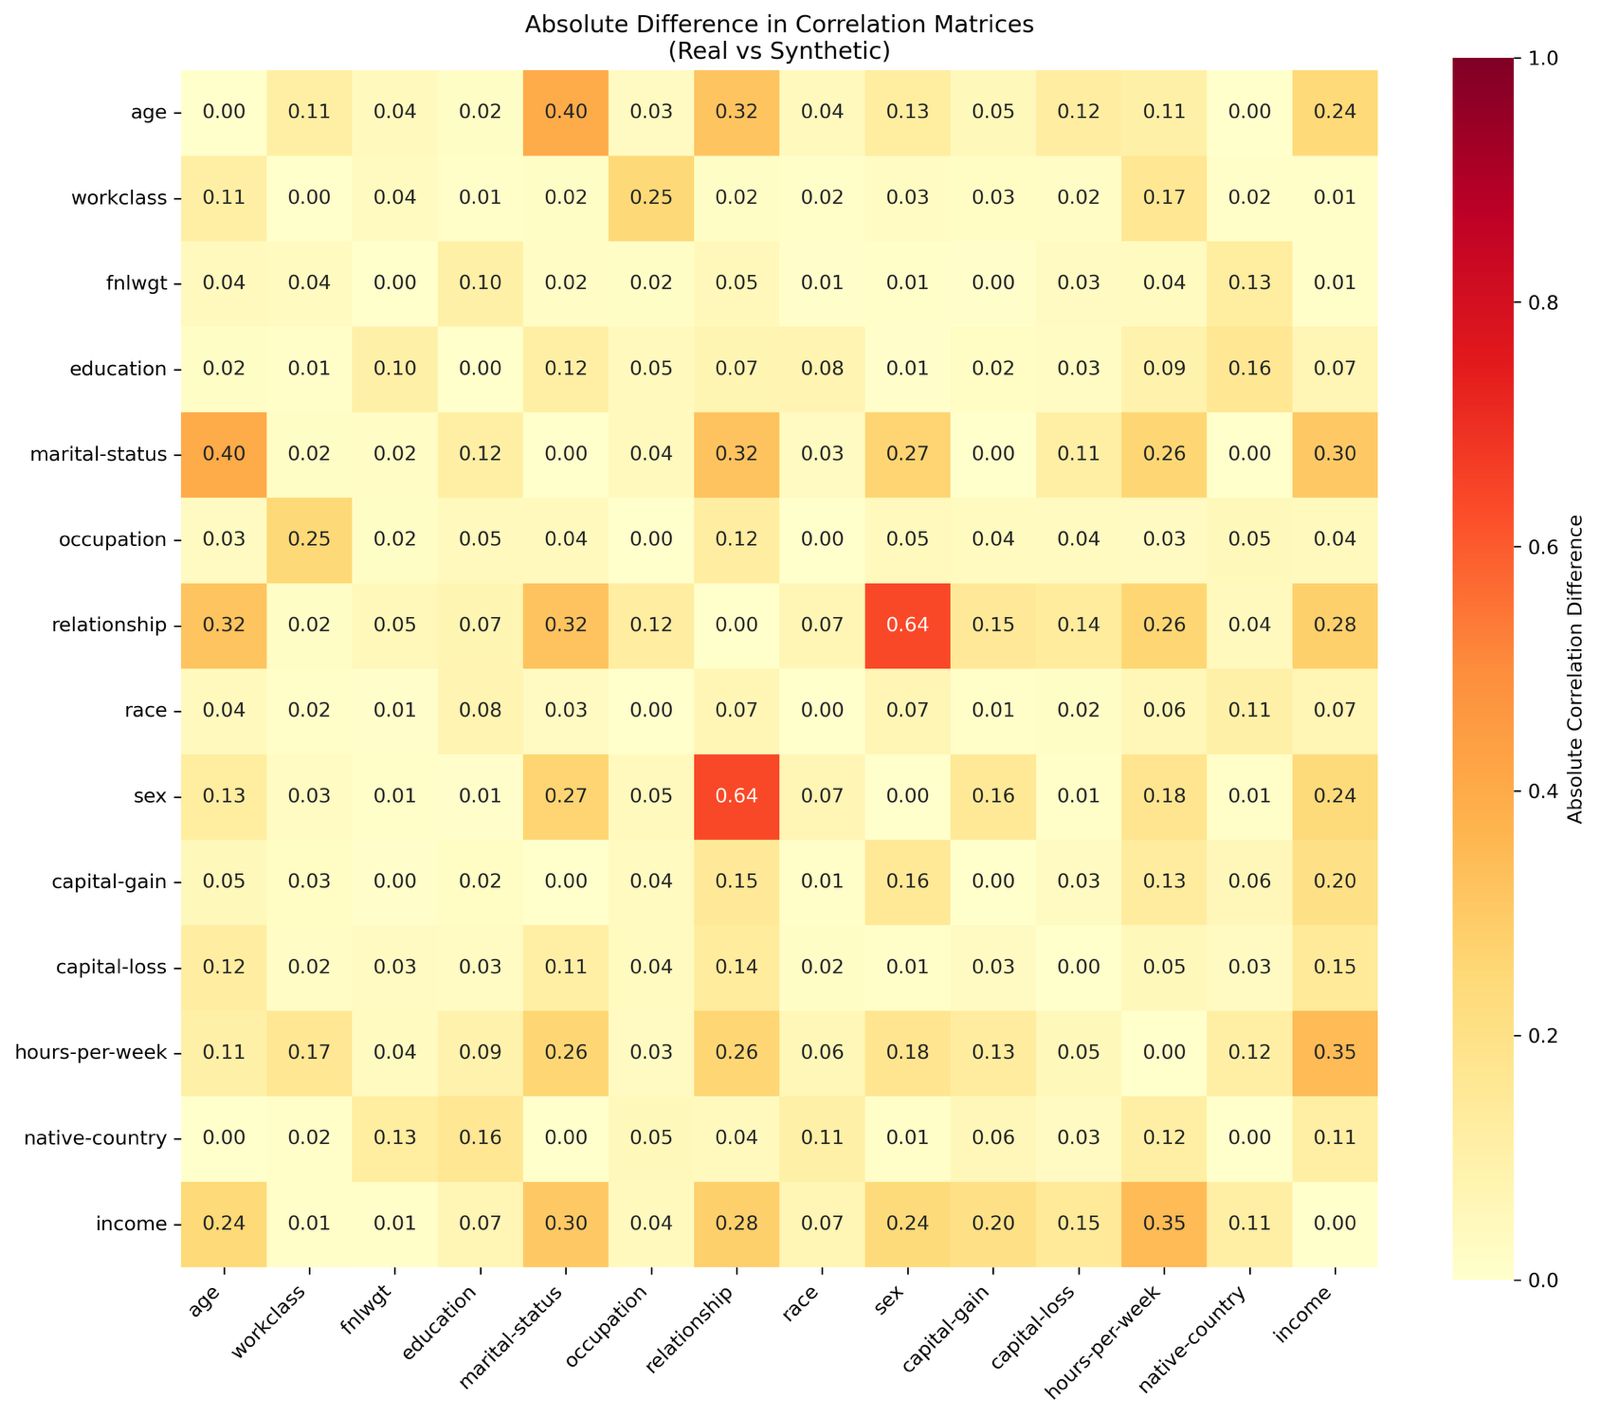 Absolute Difference in Correlation Matrices
(Real vs Synthetic)
age 0.00 0.11 0.04 0.02 0.40 0.03 0.32 0.04 0.13 0.05 0.12 0.11 0.00 0.24
workclass 0.11 0.00 0.04 0.01 0.02 0.25 0.02 0.02 0.03 0.03 0.02 0.17 0.02 0.01
fnlwgt 0.04 0.04 0.00 0.10 0.02 0.02 0.05 0.01 0.01 0.00 0.03 0.04 0.13 0.01
education 0.02 0.01 0.10 0.00 0.12 0.05 0.07 0.08 0.01 0.02 0.03 0.09 0.16 0.07
marital-status 0.40 0.02 0.02 0.12 0.00 0.04 0.32 0.03 0.27 0.00 0.11 0.26 0.00 0.30
occupation 0.03 0.25 0.02 0.05 0.04 0.00 0.12 0.00 0.05 0.04 0.04 0.03 0.05 0.04
relationship 0.32 0.02 0.05 0.07 0.32 0.12 0.00 0.07 0.64 0.15 0.14 0.26 0.04 0.28
race 0.04 0.02 0.01 0.08 0.03 0.00 0.07 0.00 0.07 0.01 0.02 0.06 0.11 0.07
sex 0.13 0.03 0.01 0.01 0.27 0.05 0.64 0.07 0.00 0.16 0.01 0.18 0.01 0.24
capital-gain 0.05 0.03 0.00 0.02 0.00 0.04 0.15 0.01 0.16 0.00 0.03 0.13 0.06 0.20
capital-loss 0.12 0.02 0.03 0.03 0.11 0.04 0.14 0.02 0.01 0.03 0.00 0.05 0.03 0.15
hours-per-week 0.11 0.17 0.04 0.09 0.26 0.03 0.26 0.06 0.18 0.13 0.05 0.00 0.12 0.35
native-country 0.00 0.02 0.13 0.16 0.00 0.05 0.04 0.11 0.01 0.06 0.03 0.12 0.00 0.11
income 0.24 0.01 0.01 0.07 0.30 0.04 0.28 0.07 0.24 0.20 0.15 0.35 0.11 0.00
age workclass fnlwgt education marital-status occupation relationship race sex capital-gain capital-loss hours-per-week native-country income
1.0
0.8
0.6
0.4
0.2
0.0
Absolute Correlation Difference